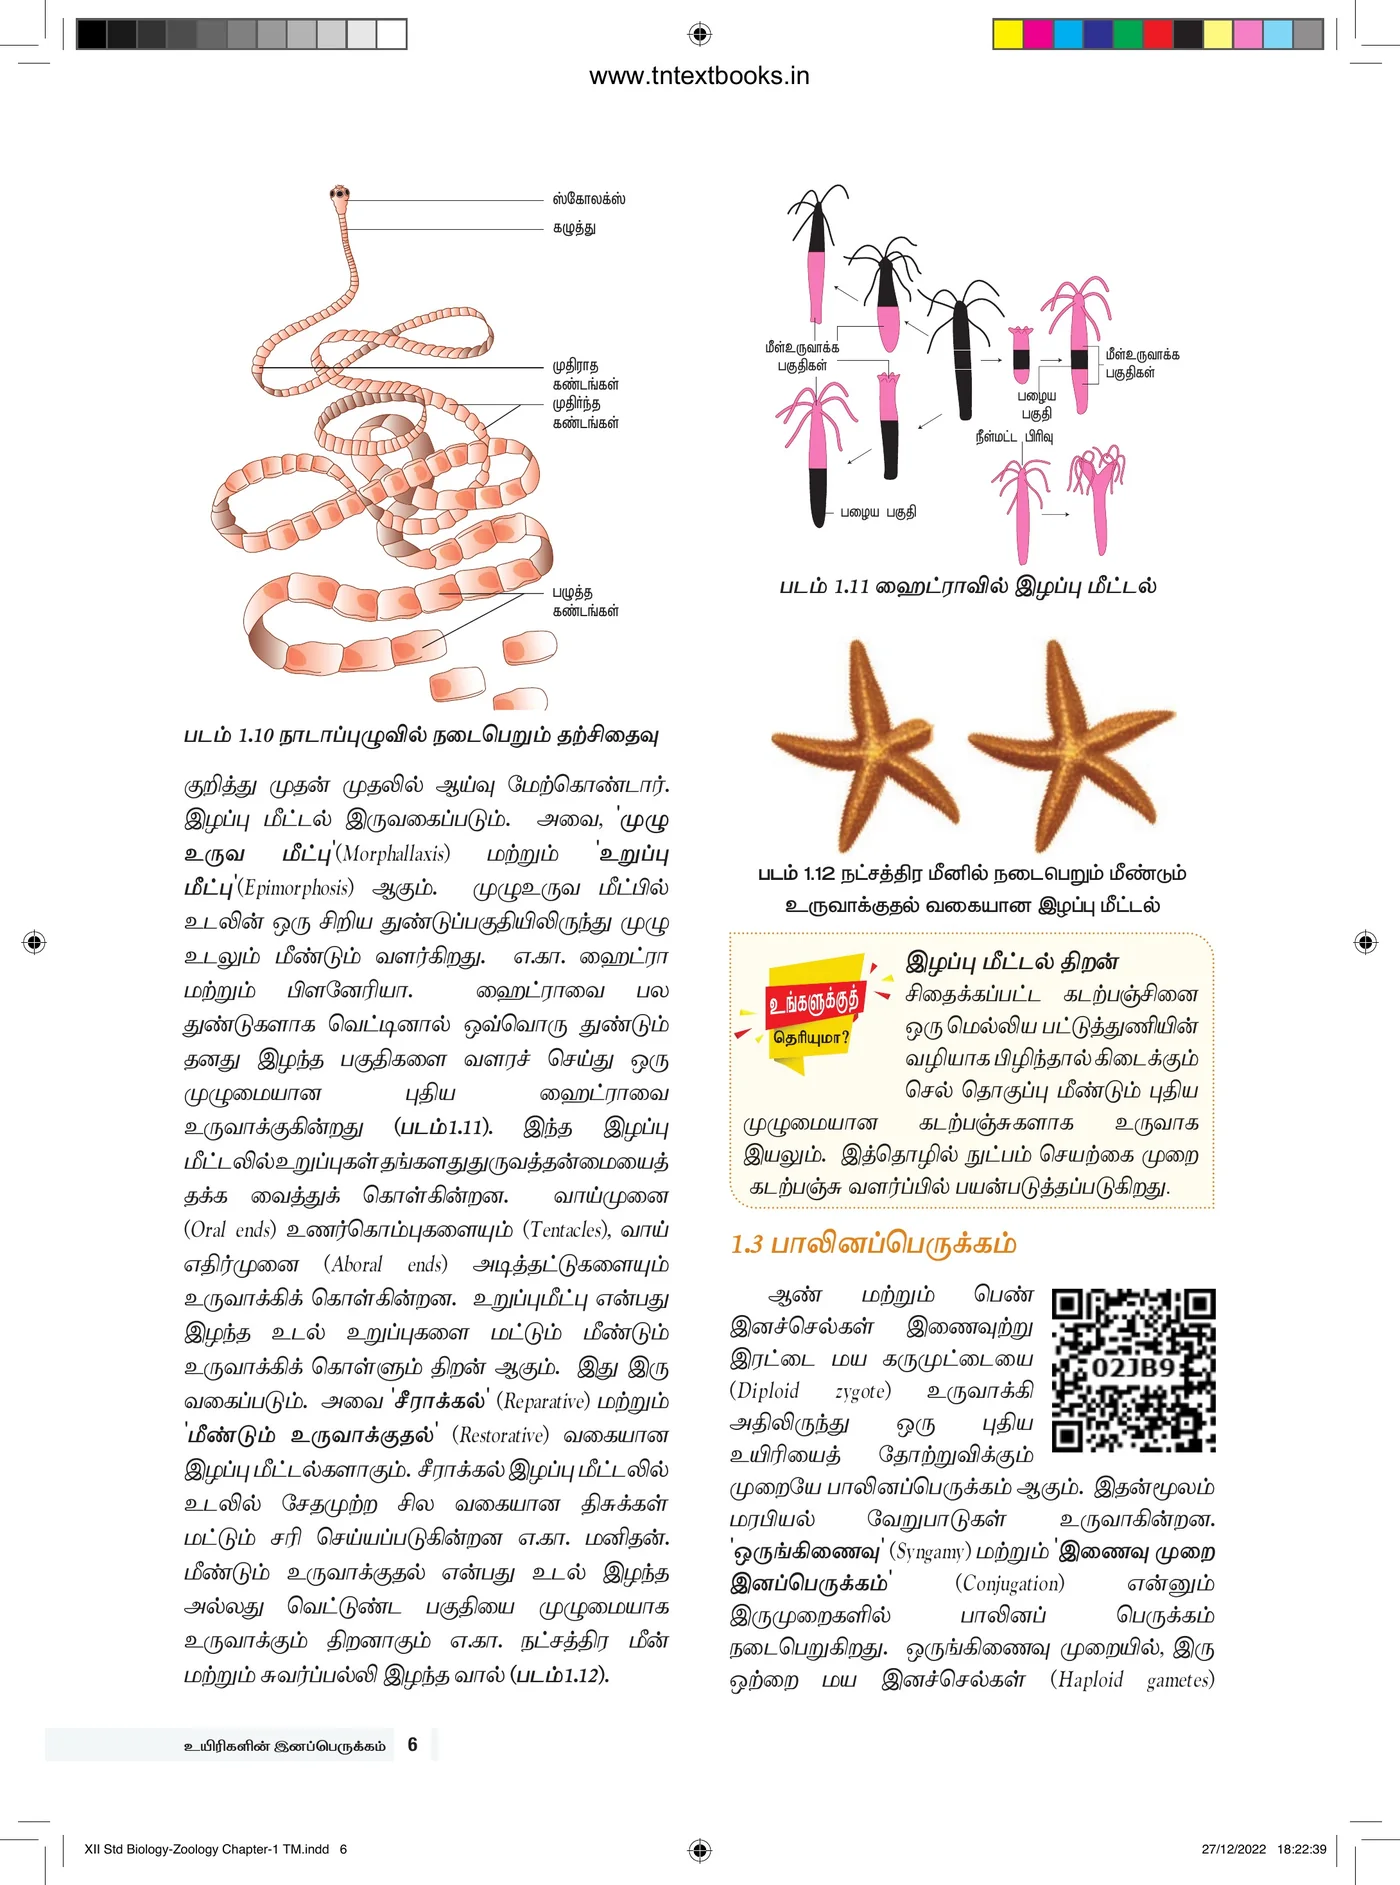 www.tntextbooks.in
ஸ்கோலக்ஸ்
கழுத்து
முதிராத
கண்டங்கள்
முதிர்ந்த
கண்டங்கள்
பழுத்த
கண்டங்கள்
படம் 1.10 நாடாப்புழுவில் நடைபெறும் தற்சிதைவு
குறித்து முதன் முதலில் ஆய்வு மேற்கொண்டார்.
இழப்பு மீட்டல் இருவகைப்படும். அவை, 'முழு
உருவ மீட்பு'(Morphallaxis) மற்றும் 'உறுப்பு
மீட்பு'(Epimorphosis) ஆகும். முழுஉருவ மீட்பில்
உடலின் ஒரு சிறிய துண்டுப்பகுதியிலிருந்து முழு
உடலும் மீண்டும் வளர்கிறது. எ.கா. ஹைட்ரா
மற்றும் பிளனேரியா. ஹைட்ராவை பல
துண்டுகளாக வெட்டினால் ஒவ்வொரு துண்டும்
தனது இழந்த பகுதிகளை வளரச் செய்து ஒரு
முழுமையான புதிய ஹைட்ராவை
உருவாக்குகின்றது (படம்1.11). இந்த இழப்பு
மீட்டலில் உறுப்புகள் தங்களது துருவத்தன்மையைத்
தக்க வைத்துக் கொள்கின்றன. வாய்முனை
(Oral ends) உணர்கொம்புகளையும் (Tentacles), வாய்
எதிர்முனை (Aboral ends) அடித்தட்டுகளையும்
உருவாக்கிக் கொள்கின்றன. உறுப்புமீட்பு என்பது
இழந்த உடல் உறுப்புகளை மட்டும் மீண்டும்
உருவாக்கிக் கொள்ளும் திறன் ஆகும். இது இரு
வகைப்படும். அவை 'சீராக்கல்' (Reparative) மற்றும்
'மீண்டும் உருவாக்குதல்' (Restorative) வகையான
இழப்பு மீட்டல்களாகும். சீராக்கல் இழப்பு மீட்டலில்
உடலில் சேதமுற்ற சில வகையான திசுக்கள்
மட்டும் சரி செய்யப்படுகின்றன எ.கா. மனிதன்.
மீண்டும் உருவாக்குதல் என்பது உடல் இழந்த
அல்லது வெட்டுண்ட பகுதியை முழுமையாக
உருவாக்கும் திறனாகும் எ.கா. நட்சத்திர மீன்
மற்றும் சுவர்ப்பல்லி இழந்த வால் (படம்1.12).
மீள்உருவாக்க
பகுதிகள்
மீள்உருவாக்க
பகுதிகள்
பழைய
பகுதி
நீள்மட்ட பிரிவு
பழைய பகுதி
படம் 1.11 ஹைட்ராவில் இழப்பு மீட்டல்
படம் 1.12 நட்சத்திர மீனில் நடைபெறும் மீண்டும்
உருவாக்குதல் வகையான இழப்பு மீட்டல்
உங்களுக்குத்
தெரியுமா?
இழப்பு மீட்டல் திறன்
சிதைக்கப்பட்ட கடற்பஞ்சினை
ஒரு மெல்லிய பட்டுத்துணியின்
வழியாக பிழிந்தால் கிடைக்கும்
செல் தொகுப்பு மீண்டும் புதிய
முழுமையான கடற்பஞ்சுகளாக உருவாக
இயலும். இத்தொழில் நுட்பம் செயற்கை முறை
கடற்பஞ்சு வளர்ப்பில் பயன்படுத்தப்படுகிறது.
1.3 பாலினப்பெருக்கம்
ஆண் மற்றும் பெண்
இனச்செல்கள் இணைவுற்று
இரட்டை மய கருமுட்டையை
(Diploid zygote) உருவாக்கி
அதிலிருந்து ஒரு புதிய
உயிரியைத் தோற்றுவிக்கும்
முறையே பாலினப்பெருக்கம் ஆகும். இதன்மூலம்
மரபியல் வேறுபாடுகள் உருவாகின்றன.
'ஒருங்கிணைவு' (Syngamy) மற்றும் 'இணைவு முறை
இனப்பெருக்கம்' (Conjugation) என்னும்
இருமுறைகளில் பாலினப் பெருக்கம்
நடைபெறுகிறது. ஒருங்கிணைவு முறையில், இரு
ஒற்றை மய இனச்செல்கள் (Haploid gametes)
02JB9
உயிரிகளின் இனப்பெருக்கம் 6
XII Std Biology-Zoology Chapter-1 TM.indd 6
27/12/2022 18:22:39